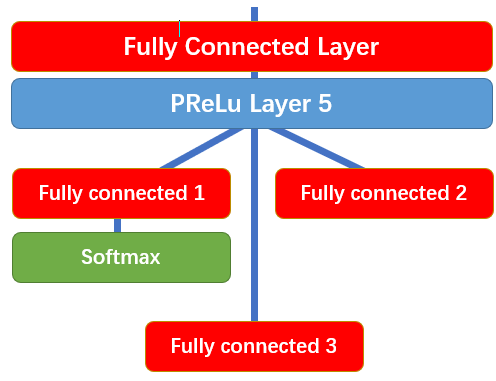 Fully Connected Layer
PReLu Layer 5
Fully connected 1
Fully connected 2
Softmax
Fully connected 3